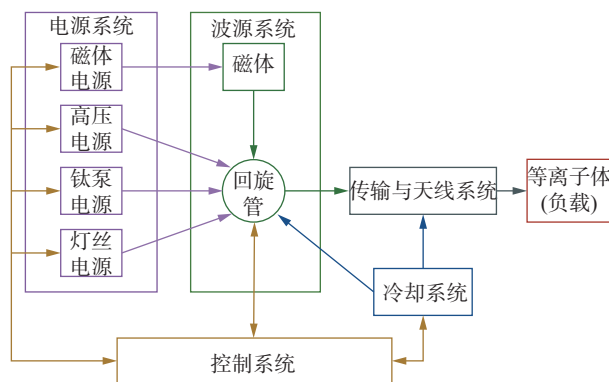 电源系统
波源系统
磁体
电源
磁体
高压
电源
钛泵
电源
回旋
管
传输与天线系统
等离子体
(负载)
灯丝
电源
冷却系统
控制系统